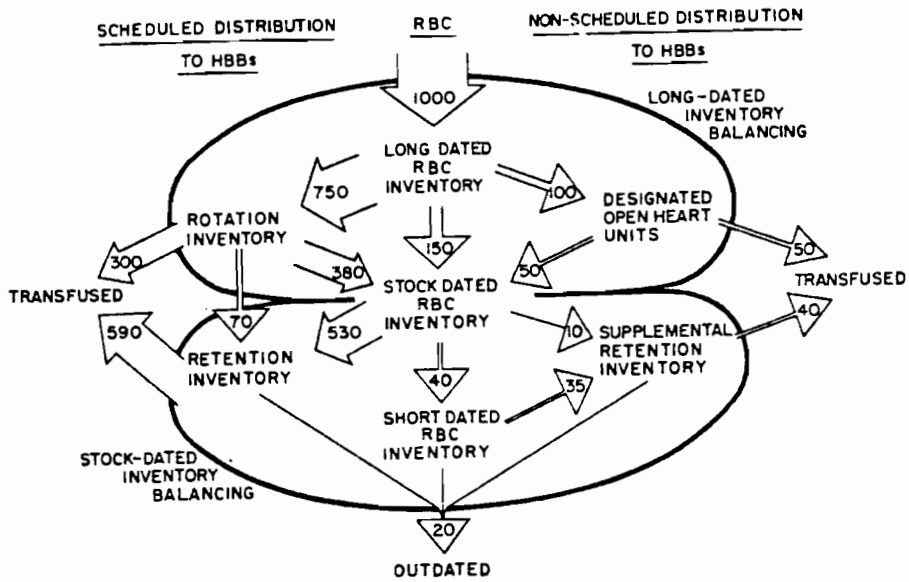 SCHEDULED DISTRIBUTION
TO HBBs
RBC
NON-SCHEDULED DISTRIBUTION
TO HBBs
1000
LONG-DATED
INVENTORY
BALANCING
LONG DATED
RBC
INVENTORY
750
100
ROTATION
INVENTORY
DESIGNATED
OPEN HEART
UNITS
300
380
150
50
50
TRANSFUSED
STOCK DATED
RBC
INVENTORY
TRANSFUSED
590
70
530
10
40
RETENTION
INVENTORY
SUPPLEMENTAL
RETENTION
INVENTORY
40
35
SHORT DATED
RBC
INVENTORY
STOCK-DATED
INVENTORY
BALANCING
20
OUTDATED